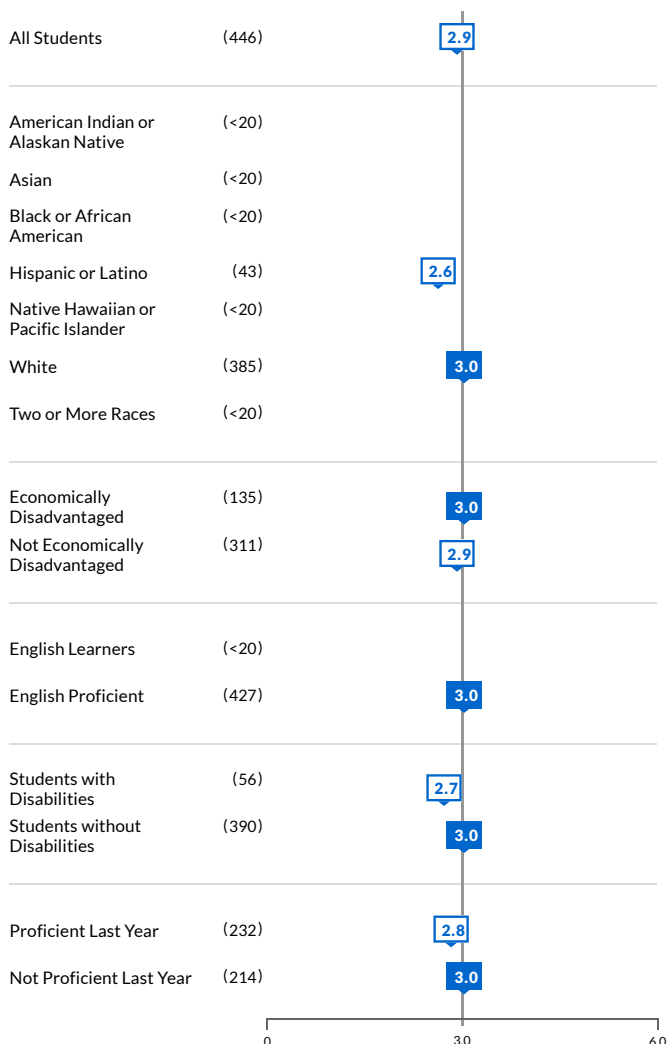 All Students (446) 2.9
American Indian or (<20)
Alaskan Native
Asian (<20)
Black or African (<20)
American
Hispanic or Latino (43) 2.6
Native Hawaiian or (<20)
Pacific Islander
White (385) 3.0
Two or More Races (<20)
Economically (135) 3.0
Disadvantaged
Not Economically (311) 2.9
Disadvantaged
English Learners (<20)
English Proficient (427) 3.0
Students with (56) 2.7
Disabilities
Students without (390) 3.0
Disabilities
Proficient Last Year (232) 2.8
Not Proficient Last Year (214) 3.0
0 3.0 6.0